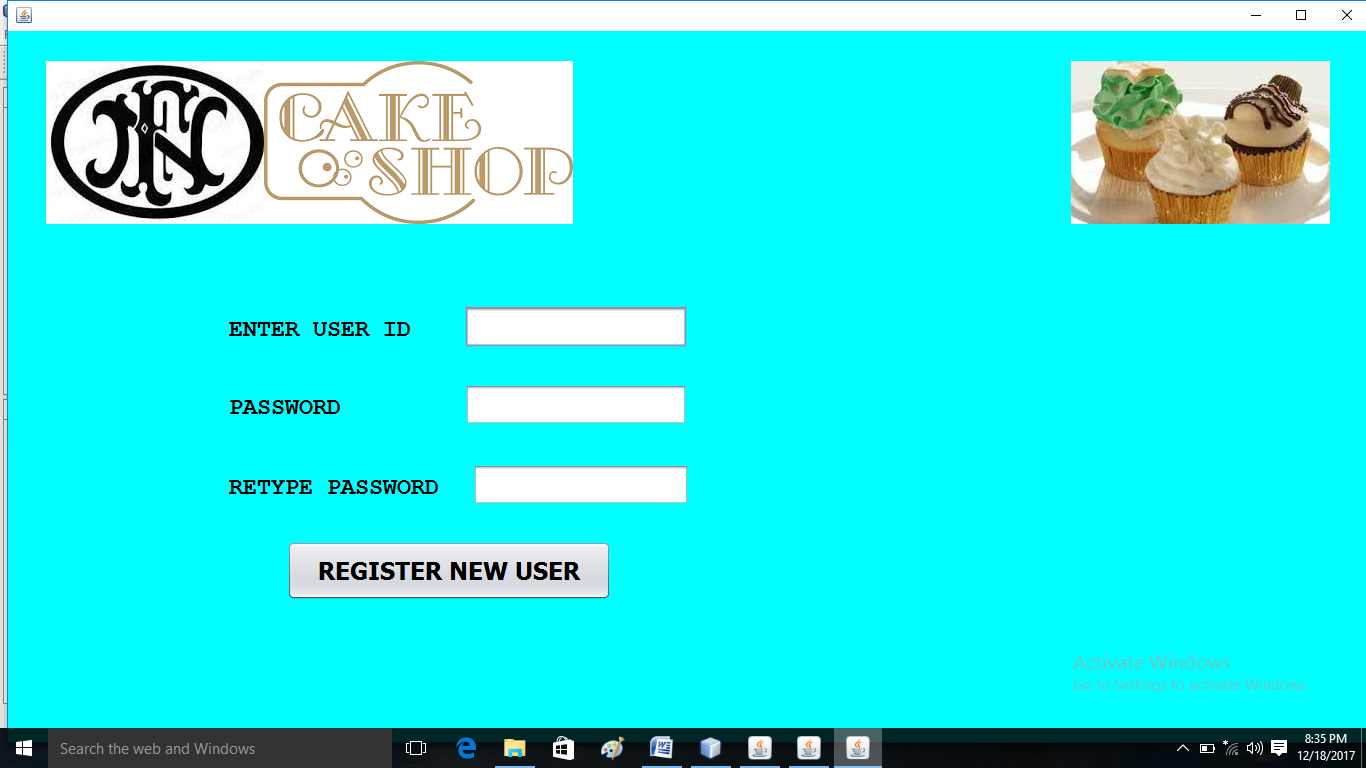 CAKE
SHOP
ENTER USER ID
PASSWORD
RETYPE PASSWORD
REGISTER NEW USER
Activate Windows
Go to Settings to activate Windows.
Search the web and Windows
8:35 PM
12/18/2017